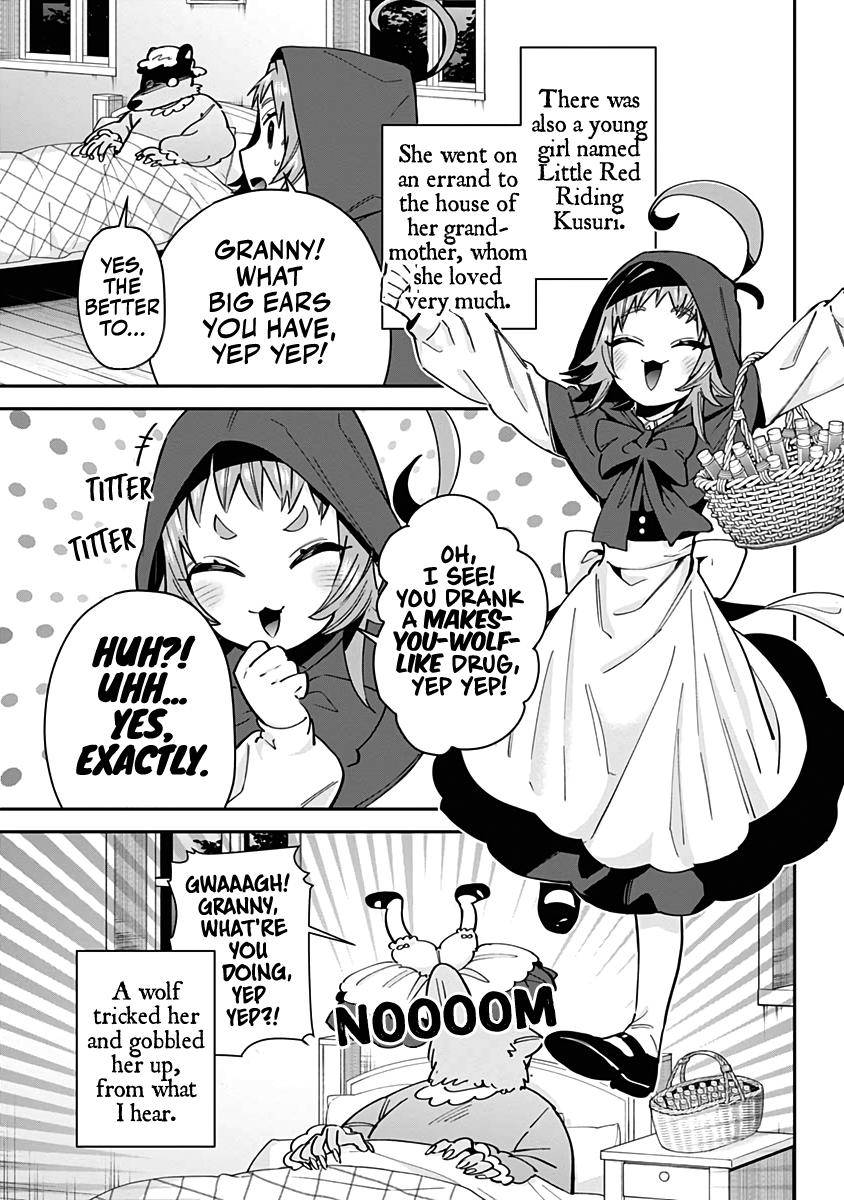 There was
also a young
girl named
Little Red
Riding
Kusuri.
She went on
an errand to
the house of
her grand-
mother, whom
she loved
very much.
GRANNY!
WHAT
BIG EARS
YOU HAVE,
YEP YEP!
YES,
THE
BETTER
TO...
OH,
I SEE!
YOU DRANK
A MAKES-
YOU-WOLF-
LIKE DRUG,
YEP YEP!
TITTER
TITTER
HUH?!
UHH...
YES,
EXACTLY.
GWAAAGH!
GRANNY,
WHAT'RE
YOU
DOING,
YEP
YEP?!
NOOOOM
A wolf
tricked her
and gobbled
her up,
from what
I hear.